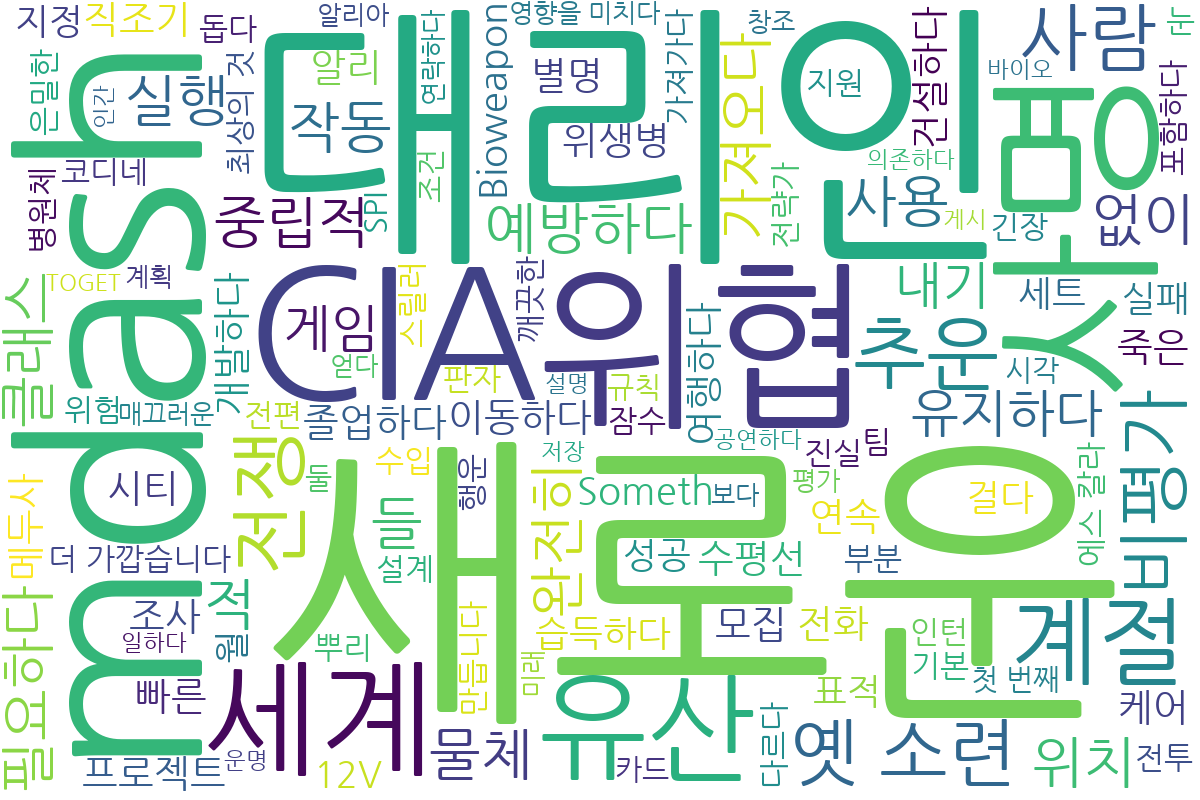 지정
직조기
돕다
알리아
영향을 미치다
창조
사람
눈
은밀한
인간
실행
최상의 것
알리
연락하다
대리인
Bioweapon
별명
가져가다
지원
바이오
건설하다
포함하다
mdash
작동
위생병
가져오다
의존하다
사명
병원체
코디네
중립적
SPI
조건
예방하다
전략가
사용
게시
긴장
없이
TOGET
계획
CIA
위협
깨끗한
스릴러
게임
내기
세트
실패
클래스
개발하다
얻다
판자
설명
규칙
여행하다
추운
시각
죽은
위험
매끄러운
전편
졸업하다
이동하다
잠수
공연하다
유지하다
비평가
전쟁
새로운
수입
행운
저장
진실
팀
시티
둘
듣
완전히
Someth
보다
평가
연속
걸다
에스 칼라
메두사
더 가깝습니다
설계
성공
수평선
부분
필요하다
조사
일하다
뿌리
만듭니다
습득하다
모집
전화
인턴
기본
첫 번째
계절
미래
빠른
세계
유산
표적
케어
프로젝트
운명
12V
물체
카드
다르다
옛 소련
위치
전투